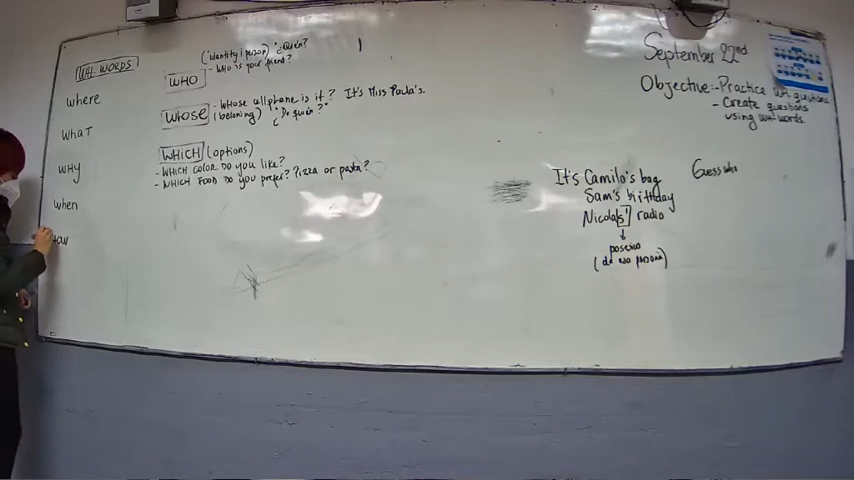 WH-WORDS
where
whaT
why
when
How
("identity" person) "¿Quién?
WHO - WHO is your friend?
WHOSE - WHOSE cellphone is it? It's Miss Paula's.
(belonging) "¿De quién?"
WHICH (options)
- WHICH COLOR DO YOU LIKE?
- WHICH FOOD DO YOU prefer? Pizza or pasta?
September 22nd
Objective:- Practice WH questions
- Create questions
using WH-words
It's Camilo's bag
Sam's birthday
Nicolas' radio
(de esa persona)
Guess who